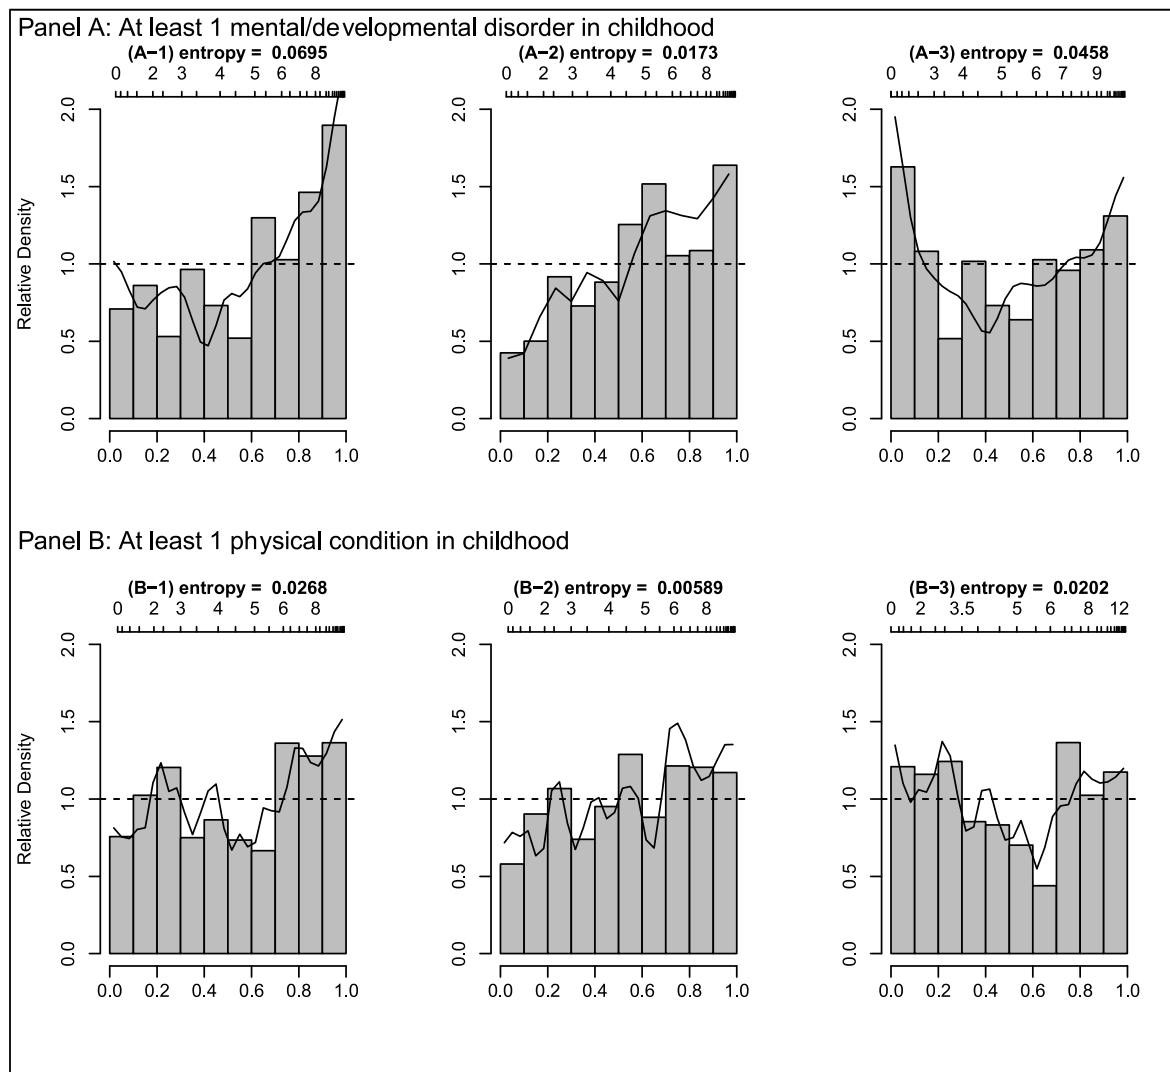 Panel A: At least 1 mental/developmental disorder in childhood
(A−1) entropy = 0.0695
(A−2) entropy = 0.0173
(A−3) entropy = 0.0458
0 2 3 4 5 6 8
0 2 3 4 5 6 8
0 3 4 5 6 7 9
Relative Density
2.0
1.5
1.0
0.5
0.0
2.0
1.5
1.0
0.5
0.0
2.0
1.5
1.0
0.5
0.0
0.0 0.2 0.4 0.6 0.8 1.0
0.0 0.2 0.4 0.6 0.8 1.0
0.0 0.2 0.4 0.6 0.8 1.0
Panel B: At least 1 physical condition in childhood
(B−1) entropy = 0.0268
(B−2) entropy = 0.00589
(B−3) entropy = 0.0202
0 2 3 4 5 6 8
0 2 3 4 5 6 8
0 2 3.5 5 6 8 12
Relative Density
2.0
1.5
1.0
0.5
0.0
2.0
1.5
1.0
0.5
0.0
2.0
1.5
1.0
0.5
0.0
0.0 0.2 0.4 0.6 0.8 1.0
0.0 0.2 0.4 0.6 0.8 1.0
0.0 0.2 0.4 0.6 0.8 1.0